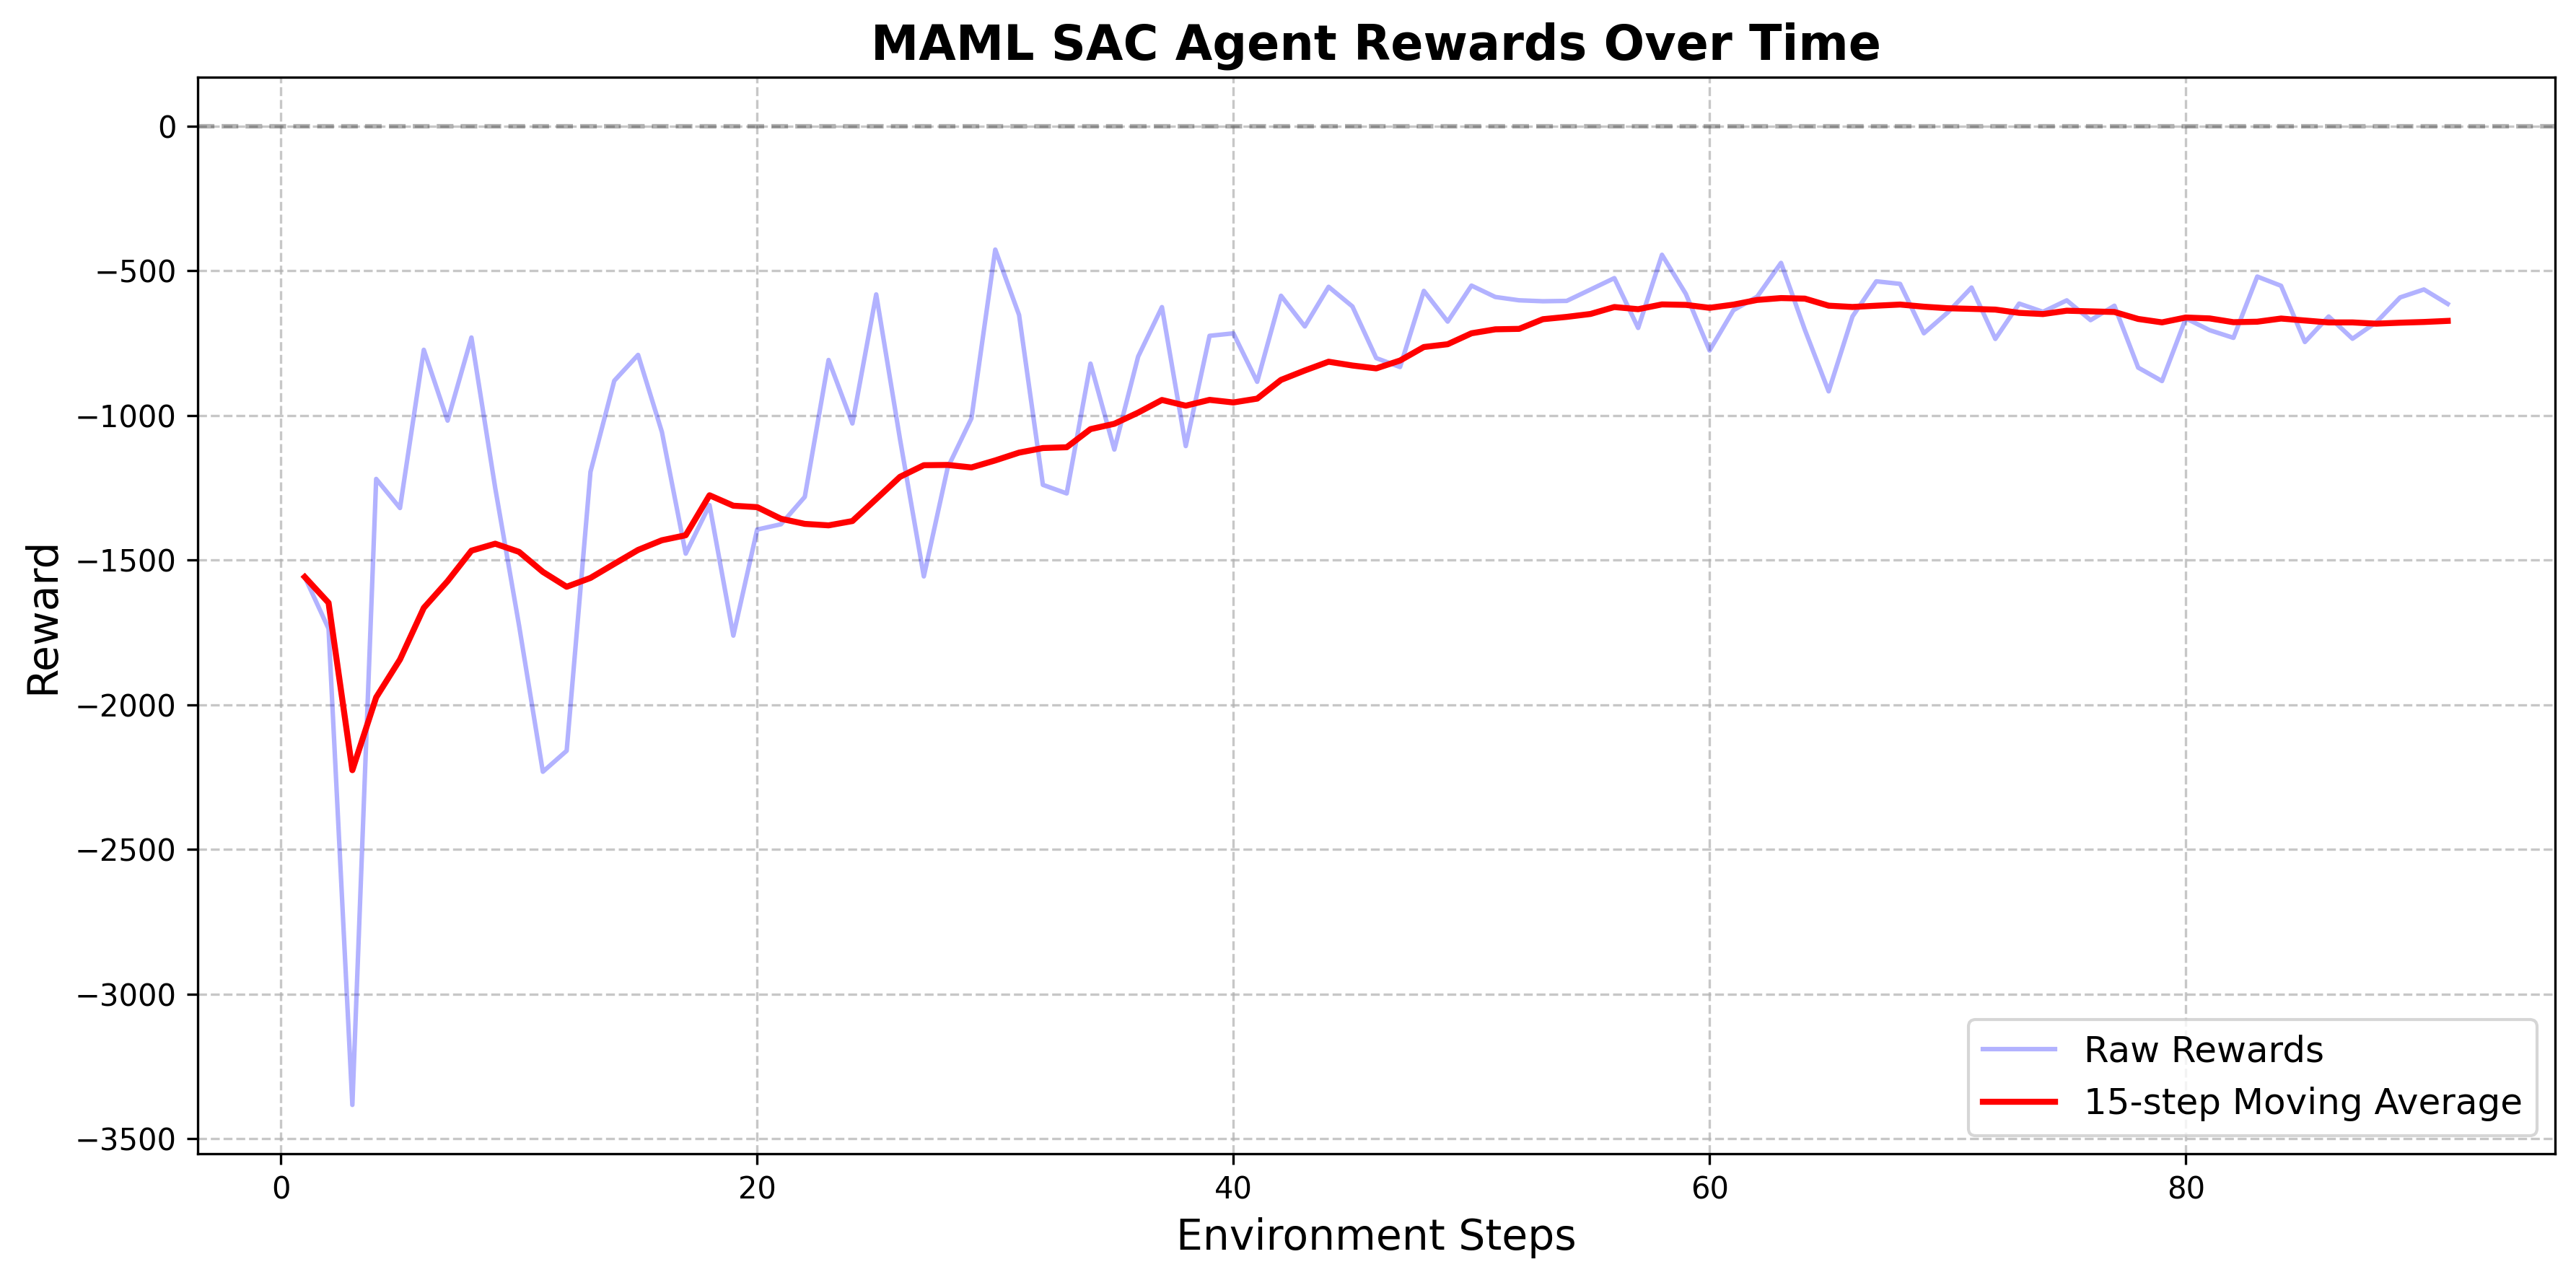 MAML SAC Agent Rewards Over Time
0
−500
−1000
−1500
−2000
−2500
−3000
−3500
Reward
0 20 40 60 80
Environment Steps
Raw Rewards
15-step Moving Average